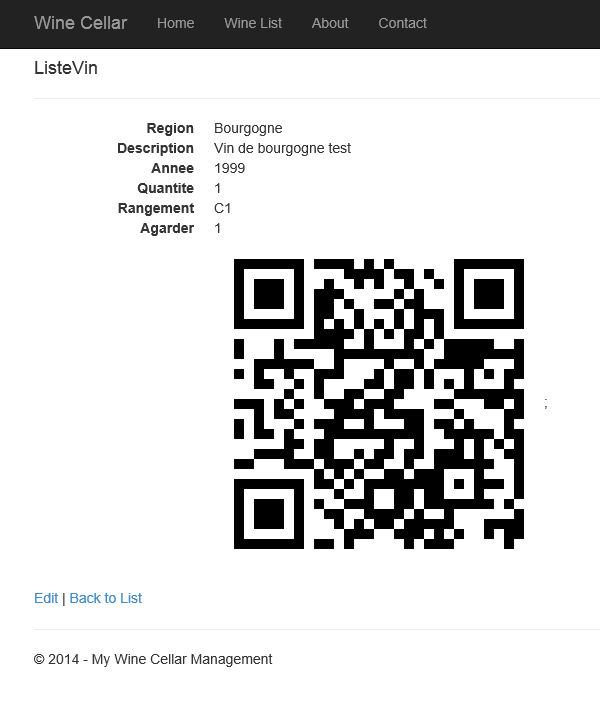 Wine Cellar Home Wine List About Contact
ListeVin
Region Bourgogne
Description Vin de bourgogne test
Annee 1999
Quantite 1
Rangement C1
Agarder 1
;
Edit | Back to List
© 2014 - My Wine Cellar Management